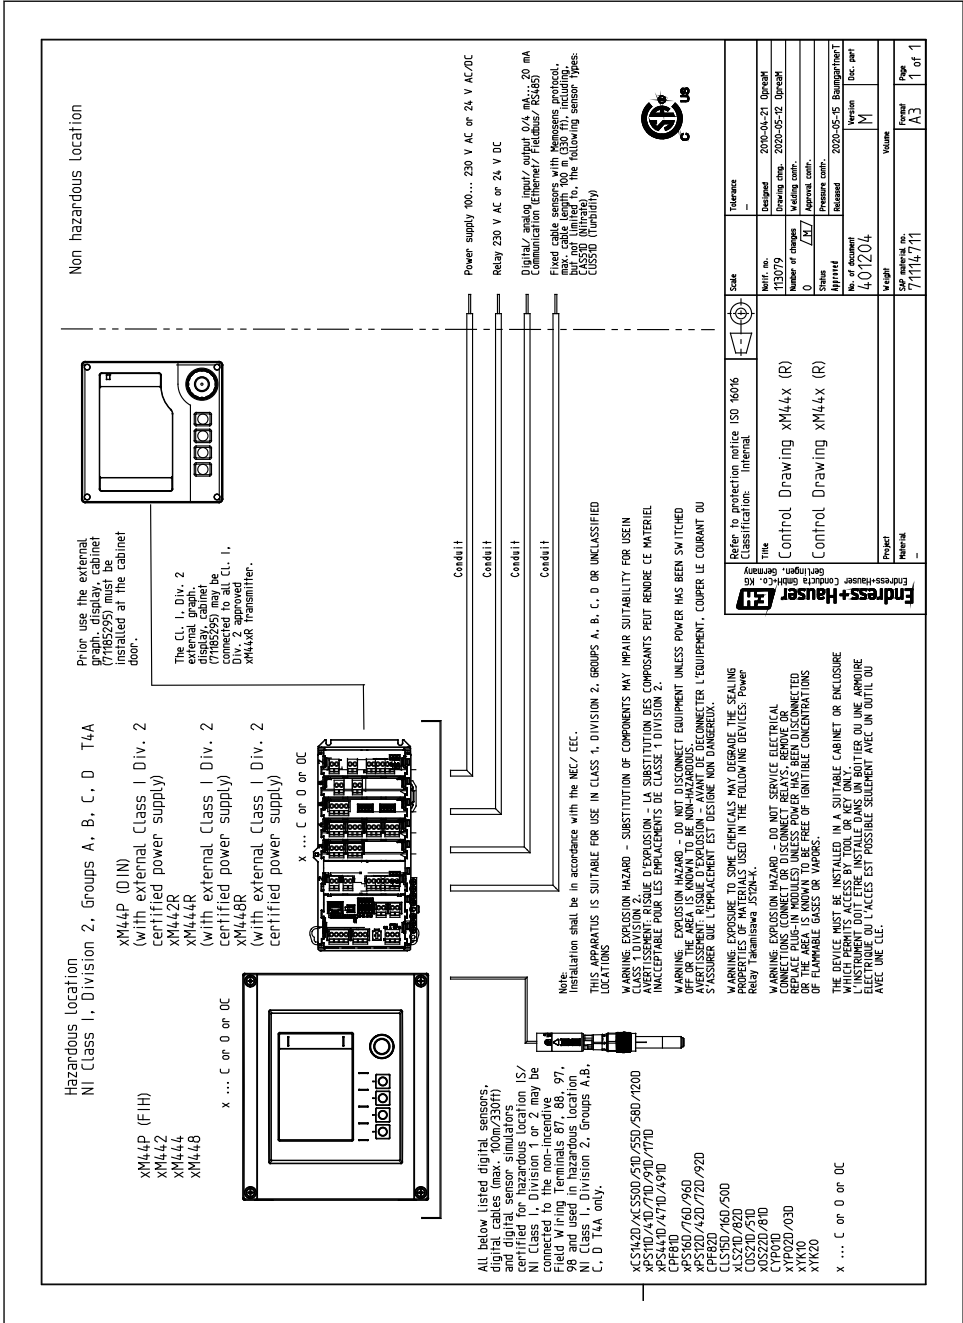 Hazardous location
NI Class I, Division 2, Groups A, B, C, D T4A
Non hazardous location
xM44P (FIH)
xM442
xM444
xM448
x ... C or O or OC
xM44P (DIN)
(with external Class I Div. 2
certified power supply)
xM42R
xM444R
(with external Class I Div. 2
certified power supply)
xM448R
(with external Class I Div. 2
certified power supply)
x ... C or O or OC
Prior use the external
graph. display, cabinet
(71185295) must be
installed at the cabinet
door.
The Cl. I, Div. 2
external graph.
display, cabinet
(71185295) may be
connected to all Cl. I,
Div. 2 approved
xM44xR transmitter.
Conduit
Conduit
Conduit
Conduit
Power supply 100... 230 V AC or 24 V AC/DC
Relay 230 V AC or 24 V DC
Digital/ analog input/ output 0/4 mA... 20 mA
Communication (Ethernet/ Fieldbus/ RS485)
Fixed cable sensors with Memosens protocol,
max. cable length 100 m (330 ft), including,
but not limited to, the following sensor types:
CAS51D (Nitrate)
CUS51D (Turbidity)
C
US
All below listed digital sensors,
digital cables (max. 100m/330ft)
and digital sensor simulators
certified for hazardous location IS/
NI Class I, Division 1 or 2 may be
connected to the non-incendive
Field Wiring Terminals 87, 88, 97,
98 and used in hazardous location
NI Class I, Division 2, Groups A,B,
C, D T4A only.
xCS142D/xCS50D/51D/55D/58D/120D
xPS11D/41D/71D/91D/171D
xPS441D/471D/491D
CPF81D
xPS16D/76D/96D
xPS12D/42D/72D/92D
CPF82D
CLS15D/16D/50D
xLS21D/82D
COS21D/51D
xOS22D/81D
CYP01D
xYP02D/03D
xYK10
xYK20
x ... C or O or OC
Note:
Installation shall be in accordance with the NEC/ CEC.
THIS APPARATUS IS SUITABLE FOR USE IN CLASS 1, DIVISION 2, GROUPS A, B, C, D OR UNCLASSIFIED
LOCATIONS
WARNING: EXPLOSION HAZARD - SUBSTITUTION OF COMPONENTS MAY IMPAIR SUITABILITY FOR USEIN
CLASS 1 DIVISION 2.
AVERTISSEMENT: RISQUE D'EXPLOSION - LA SUBSTITUTION DES COMPOSANTS PEUT RENDRE CE MATERIEL
INACCEPTABLE POUR LES EMPLACEMENTS DE CLASSE 1 DIVISION 2.
WARNING: EXPLOSION HAZARD - DO NOT DISCONNECT EQUIPMENT UNLESS POWER HAS BEEN SWITCHED
OFF OR THE AREA IS KNOWN TO BE NON-HAZARDOUS.
AVERTISSEMENT: RISQUE D'EXPLOSION - AVANT DE DECONNECTER L'EQUIPEMENT, COUPER LE COURANT OU
S'ASSURER QUE L'EMPLACEMENT EST DESIGNE NON DANGEREUX.
WARNING: EXPOSURE TO SOME CHEMICALS MAY DEGRADE THE SEALING
PROPERTIES OF MATERIALS USED IN THE FOLLOWING DEVICES: Power
Relay Takamisawa JS12N-K.
WARNING: EXPLOSION HAZARD - DO NOT SERVICE ELECTRICAL
CONNECTIONS (CONNECT OR DISCONNECT RELAYS, REMOVE OR
REPLACE PLUG-IN MODULES) UNLESS POWER HAS BEEN DISCONNECTED
OR THE AREA IS KNOWN TO BE FREE OF IGNITIBLE CONCENTRATIONS
OF FLAMMABLE GASES OR VAPORS.
THE DEVICE MUST BE INSTALLED IN A SUITABLE CABINET OR ENCLOSURE
WHICH PERMITS ACCESS BY TOOL OR KEY ONLY.
L'INSTRUMENT DOIT ETRE INSTALE DANS UN BOITIER OU UNE ARMOIRE
ELECTRIQUE OU L'ACCES EST POSSIBLE SEULEMENT AVEC UN OUTIL OU
AVEC UNE CLE.
Endress+Hauser
Endress+Hauser Conducta GmbH+Co. KG
Gerlingen, Germany
Refer to protection notice ISO 16016
Classification: Internal
Title
Control Drawing xM44x (R)
Control Drawing xM44x (R)
Project
Material
-
Scale
Tolerance
-
Notif. no.
113079
Designed 2010-04-21 OpreaM
Drawing chng. 2020-05-12 OpreaM
Number of changes
0 /M/
Welding contr.
Approval contr.
Status
Approved
Pressure contr.
Released 2020-05-15 BaumgartnerT
No. of document
401204
Version
M
Doc. part
Weight
Volume
SAP material no.
71114711
Format
A3
Page
1 of 1